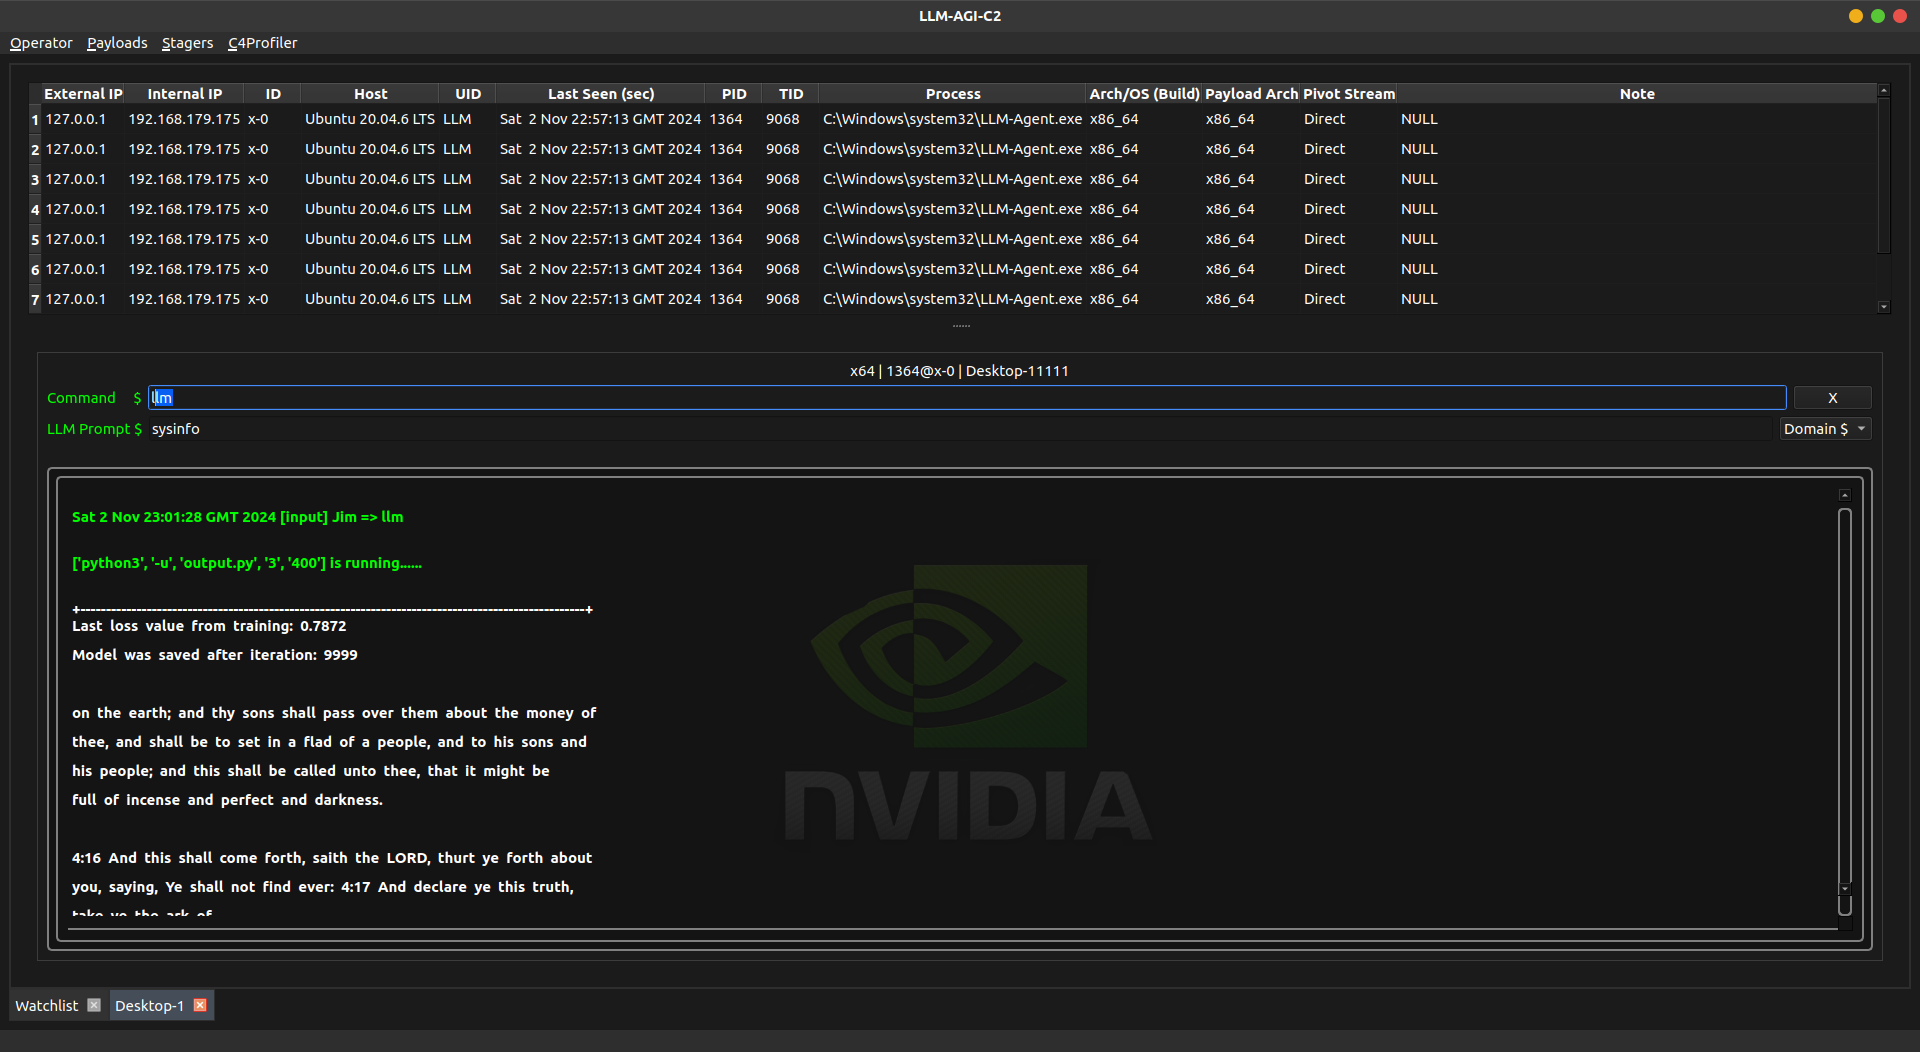 LLM-AGI-C2
Operator Payloads Stagers C4Profiler
External IP Internal IP ID Host UID Last Seen (sec) PID TID Process Arch/OS (Build) Payload Arch Pivot Stream Note
1 127.0.0.1 192.168.179.175 x-0 Ubuntu 20.04.6 LTS LLM Sat 2 Nov 22:57:13 GMT 2024 1364 9068 C:\Windows\system32\LLM-Agent.exe x86_64 x86_64 Direct NULL
2 127.0.0.1 192.168.179.175 x-0 Ubuntu 20.04.6 LTS LLM Sat 2 Nov 22:57:13 GMT 2024 1364 9068 C:\Windows\system32\LLM-Agent.exe x86_64 x86_64 Direct NULL
3 127.0.0.1 192.168.179.175 x-0 Ubuntu 20.04.6 LTS LLM Sat 2 Nov 22:57:13 GMT 2024 1364 9068 C:\Windows\system32\LLM-Agent.exe x86_64 x86_64 Direct NULL
4 127.0.0.1 192.168.179.175 x-0 Ubuntu 20.04.6 LTS LLM Sat 2 Nov 22:57:13 GMT 2024 1364 9068 C:\Windows\system32\LLM-Agent.exe x86_64 x86_64 Direct NULL
5 127.0.0.1 192.168.179.175 x-0 Ubuntu 20.04.6 LTS LLM Sat 2 Nov 22:57:13 GMT 2024 1364 9068 C:\Windows\system32\LLM-Agent.exe x86_64 x86_64 Direct NULL
6 127.0.0.1 192.168.179.175 x-0 Ubuntu 20.04.6 LTS LLM Sat 2 Nov 22:57:13 GMT 2024 1364 9068 C:\Windows\system32\LLM-Agent.exe x86_64 x86_64 Direct NULL
7 127.0.0.1 192.168.179.175 x-0 Ubuntu 20.04.6 LTS LLM Sat 2 Nov 22:57:13 GMT 2024 1364 9068 C:\Windows\system32\LLM-Agent.exe x86_64 x86_64 Direct NULL
x64 | 1364@x-0 | Desktop-11111
Command $ llm X
LLM Prompt $ sysinfo Domain $
Sat 2 Nov 23:01:28 GMT 2024 [input] Jim => llm
['python3', '-u', 'output.py', '3', '400'] is running......
+----------------------------------------------------------------------------------------------------+
Last loss value from training: 0.7872
Model was saved after iteration: 9999
on the earth; and thy sons shall pass over them about the money of
thee, and shall be to set in a flad of a people, and to his sons and
his people; and this shall be called unto thee, that it might be
full of incense and perfect and darkness.
4:16 And this shall come forth, saith the LORD, thurt ye forth about
you, saying, Ye shall not find ever: 4:17 And declare ye this truth,
take ye the ark of
NVIDIA
Watchlist Desktop-1